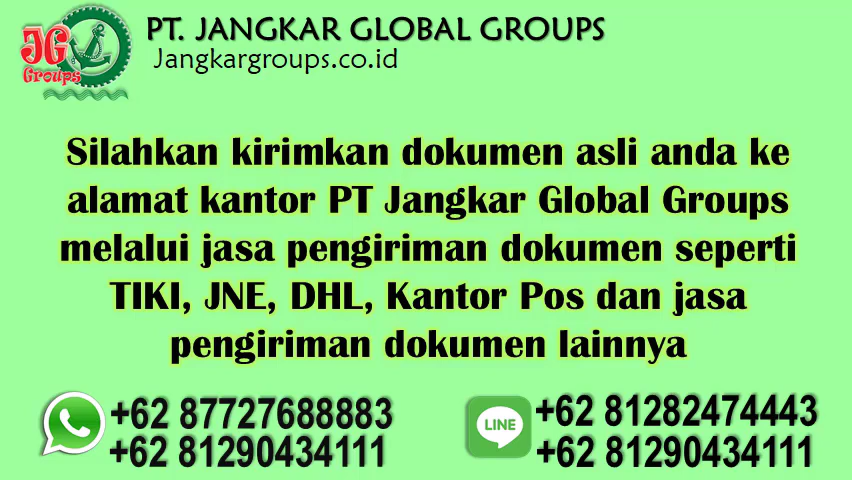 JG
Groups
PT. JANGKAR GLOBAL GROUPS
Jangkargroups.co.id
Silahkan kirimkan dokumen asli anda ke
alamat kantor PT Jangkar Global Groups
melalui jasa pengiriman dokumen seperti
TIKI, JNE, DHL, Kantor Pos dan jasa
pengiriman dokumen lainnya
+62 87727688883
+62 81290434111
LINE
+62 81282474443
+62 81290434111